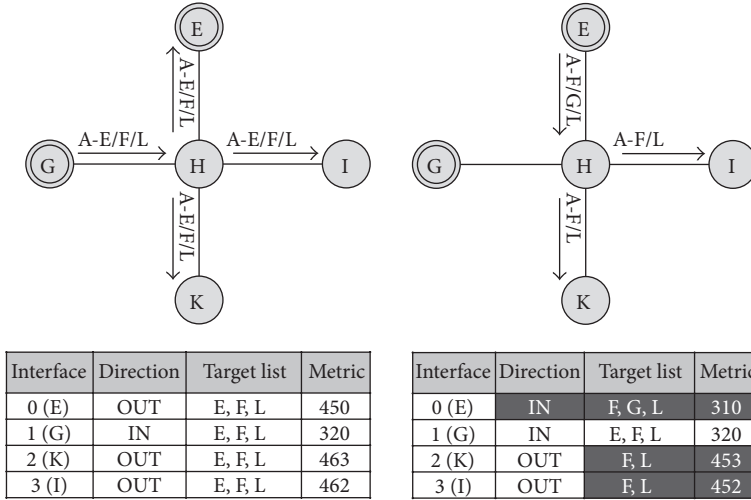 E
A-E/F/L
A-E/F/L
A-E/F/L
G
H
I
A-E/F/L
K
Interface Direction Target list Metric
0 (E) OUT E, F, L 450
1 (G) IN E, F, L 320
2 (K) OUT E, F, L 463
3 (I) OUT E, F, L 462
E
A-F/G/L
A-F/L
G
H
I
A-F/L
K
Interface Direction Target list Metric
0 (E) IN F, G, L 310
1 (G) IN E, F, L 320
2 (K) OUT F, L 453
3 (I) OUT F, L 452